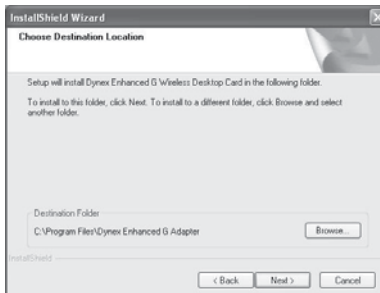 InstallShield Wizard
Choose Destination Location
Setup will install Dynex Enhanced G Wireless Desktop Card in the following folder.
To install to this folder, click Next. To install to a different folder, click Browse and select
another folder.
Destination Folder
C:\Program Files\Dynex Enhanced G Adapter
Browse...
InstallShield
< Back
Next >
Cancel